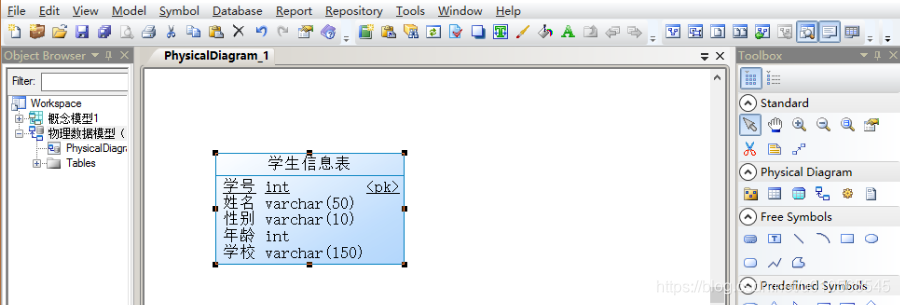 File Edit View Model Symbol Database Report Repository Tools Window Help
Object Browser
PhysicalDiagram_1
Toolbox
Filter:
Workspace
概念模型1
物理数据模型（
PhysicalDiagra
Tables
学生信息表
学号 int <pk>
姓名 varchar(50)
性别 varchar(10)
年龄 int
学校 varchar(150)
Standard
Physical Diagram
Free Symbols
Predefined Symbols